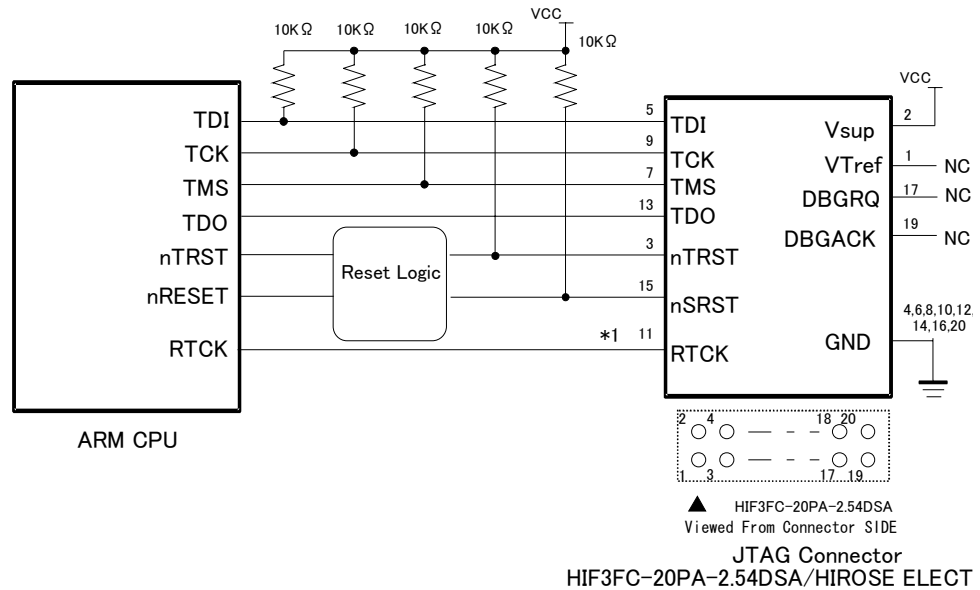 VCC
10KΩ 10KΩ 10KΩ 10KΩ 10KΩ
VCC
TDI 5 TDI Vsup 2
TCK 9 TCK VTref 1 NC
TMS 7 TMS DBGRQ 17 NC
TDO 13 TDO DBGACK 19 NC
nTRST Reset Logic 3 nTRST
nRESET 15 nSRST
RTCK *1 11 RTCK GND 4,6,8,10,12,
14,16,20
ARM CPU
2 4 18 20
1 3 17 19
HIF3FC-20PA-2.54DSA
Viewed From Connector SIDE
JTAG Connector
HIF3FC-20PA-2.54DSA/HIROSE ELECT